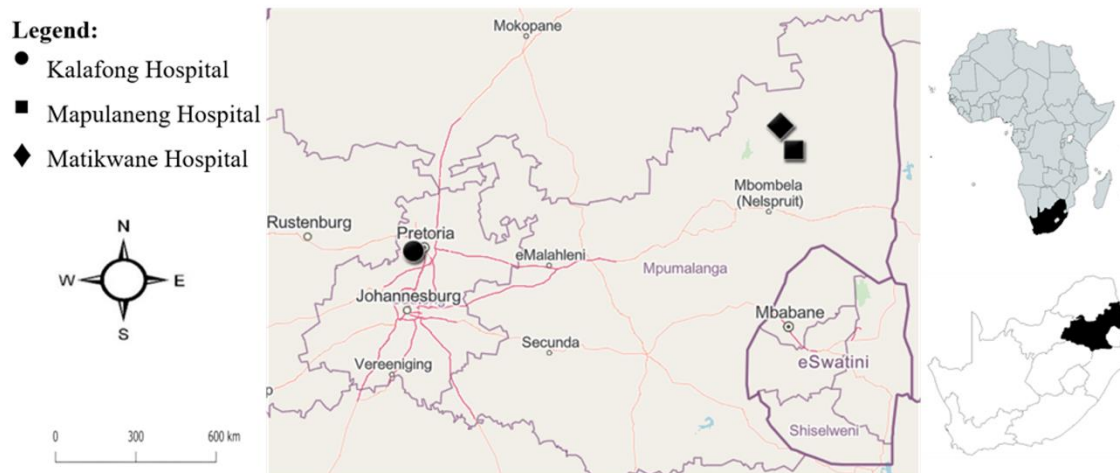 Legend:
Kalafong Hospital
Mapulaneng Hospital
Matikwane Hospital
N
W E
S
0 300 600 km
Mokopane
Mbombela
(Nelspruit)
Rustenburg
Pretoria
eMalahleni
Mpumalanga
Johannesburg
Mbabane
Secunda
eSwatini
Vereeniging
p
Shiselweni